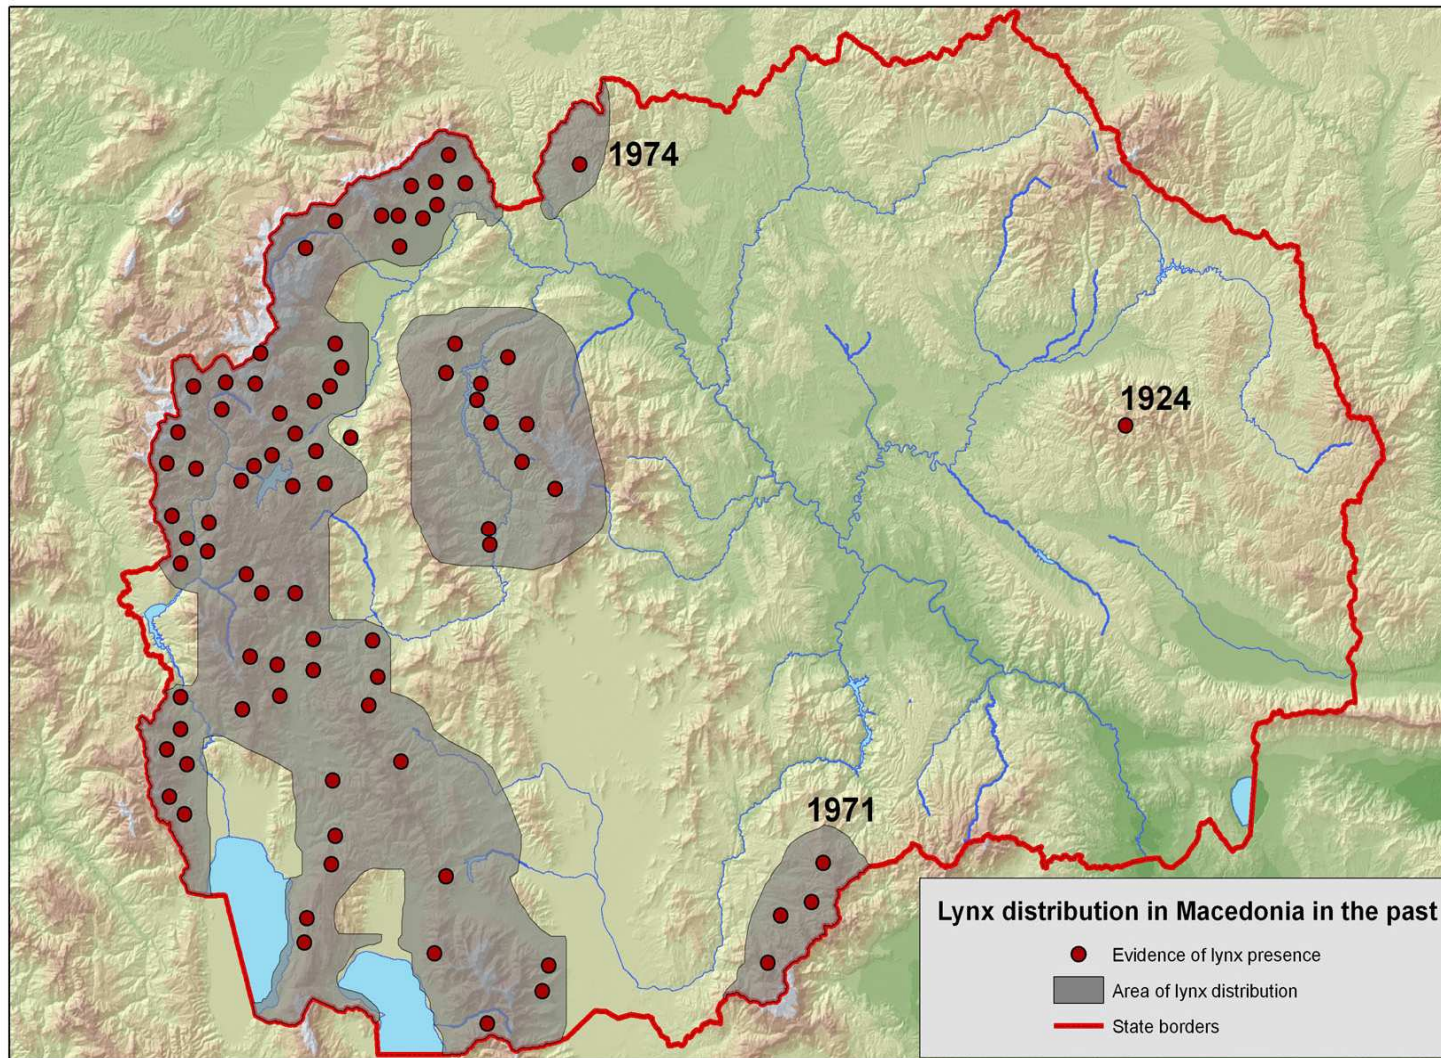 1974
1924
1971
Lynx distribution in Macedonia in the past
Evidence of lynx presence
Area of lynx distribution
State borders